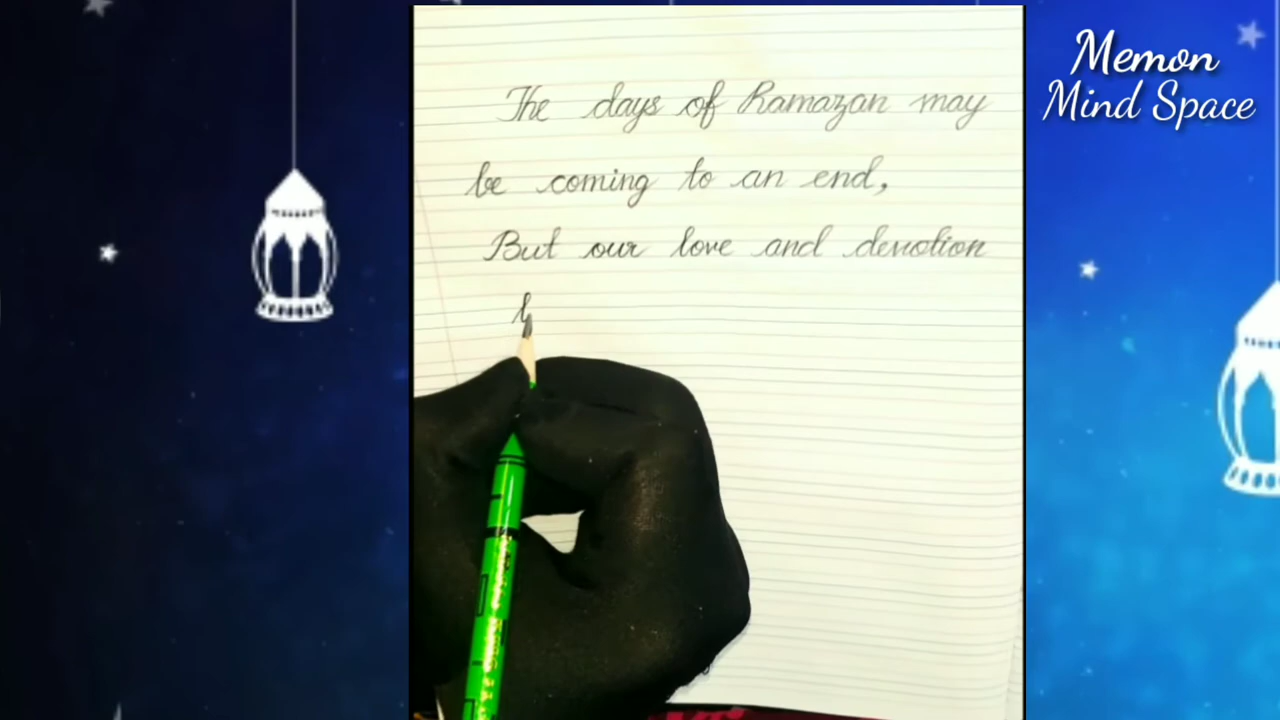 Memon
Mind Space
The days of Ramazan may
be coming to an end,
But our love and devotion